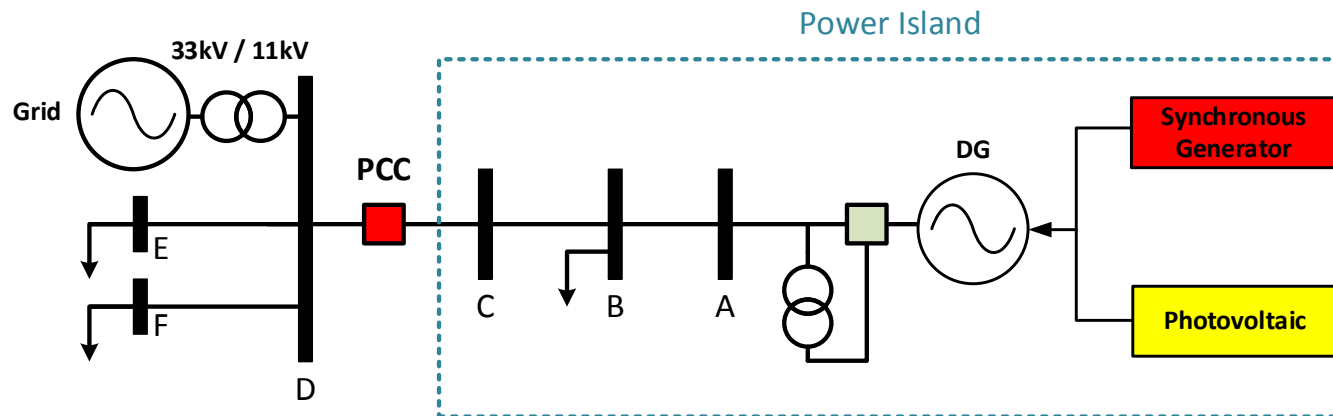 Power Island
33kV / 11kV
Grid
PCC
DG
Synchronous
Generator
E
F
D
C
B
A
Photovoltaic